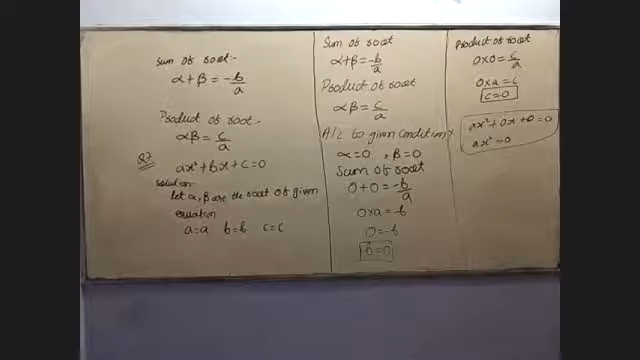 Sum of root:-
α+β = -b/a
Product of root:-
αβ = c/a
Q7 ax²+bx+c=0
Solution
let α,β are the root of given
equation
a=a b=b c=c
Sum of root
α+β = -b/a
Product of root
αβ = c/a
A/c to given condition
α=0 , β=0
Sum of root
0+0 = -b/a
0×a = -b
0 = -b
b=0
Product of root
0×0 = c/a
0×a = c
c=0
ax²+0x+0=0
ax²=0